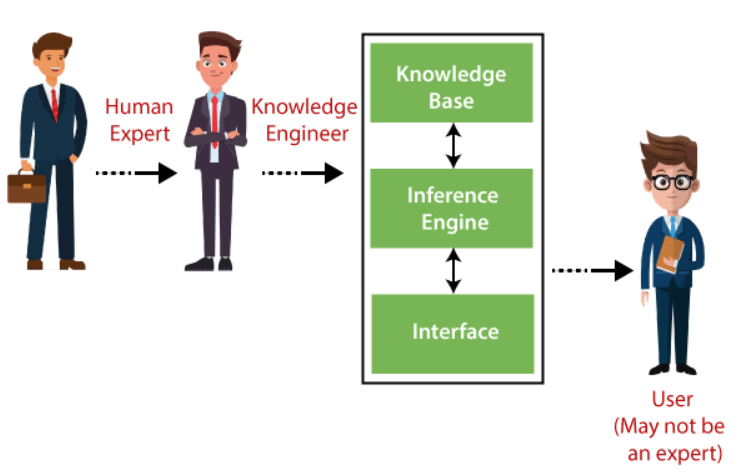 Human
Expert
Knowledge
Engineer
Knowledge
Base
Inference
Engine
Interface
User
(May not be
an expert)